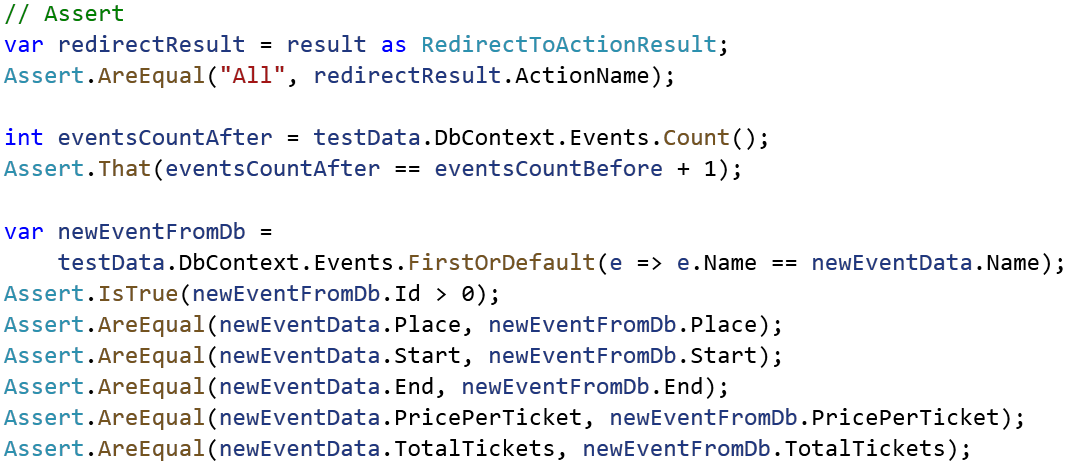 // Assert
var redirectResult = result as RedirectToActionResult;
Assert.AreEqual("All", redirectResult.ActionName);

int eventsCountAfter = testData.DbContext.Events.Count();
Assert.That(eventsCountAfter == eventsCountBefore + 1);

var newEventFromDb =
    testData.DbContext.Events.FirstOrDefault(e => e.Name == newEventData.Name);
Assert.IsTrue(newEventFromDb.Id > 0);
Assert.AreEqual(newEventData.Place, newEventFromDb.Place);
Assert.AreEqual(newEventData.Start, newEventFromDb.Start);
Assert.AreEqual(newEventData.End, newEventFromDb.End);
Assert.AreEqual(newEventData.PricePerTicket, newEventFromDb.PricePerTicket);
Assert.AreEqual(newEventData.TotalTickets, newEventFromDb.TotalTickets);